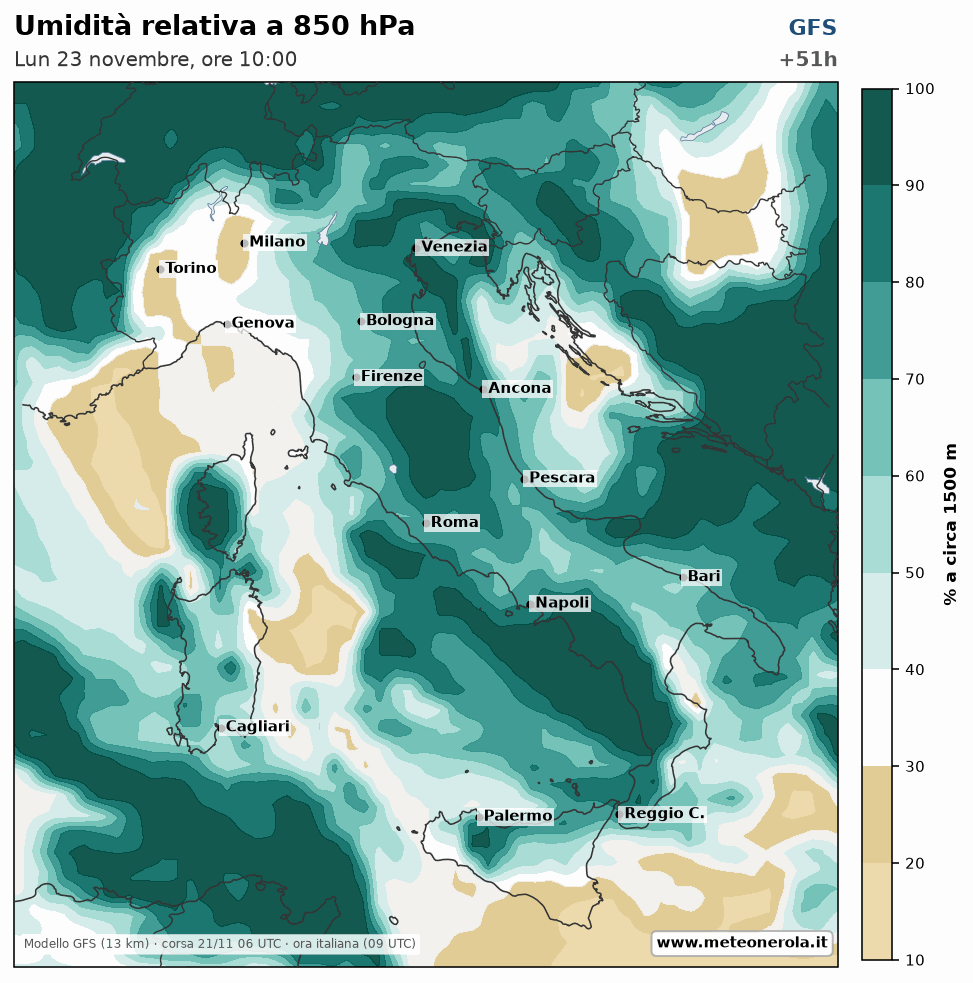 Umidità relativa a 850 hPa
GFS
Lun 23 novembre, ore 10:00
+51h
100
90
80
70
60
50
40
30
20
10
% a circa 1500 m
Milano
Venezia
Torino
Genova
Bologna
Firenze
Ancona
Pescara
Roma
Bari
Napoli
Cagliari
Palermo
Reggio C.
Modello GFS (13 km) · corsa 21/11 06 UTC · ora italiana (09 UTC)
www.meteonerola.it